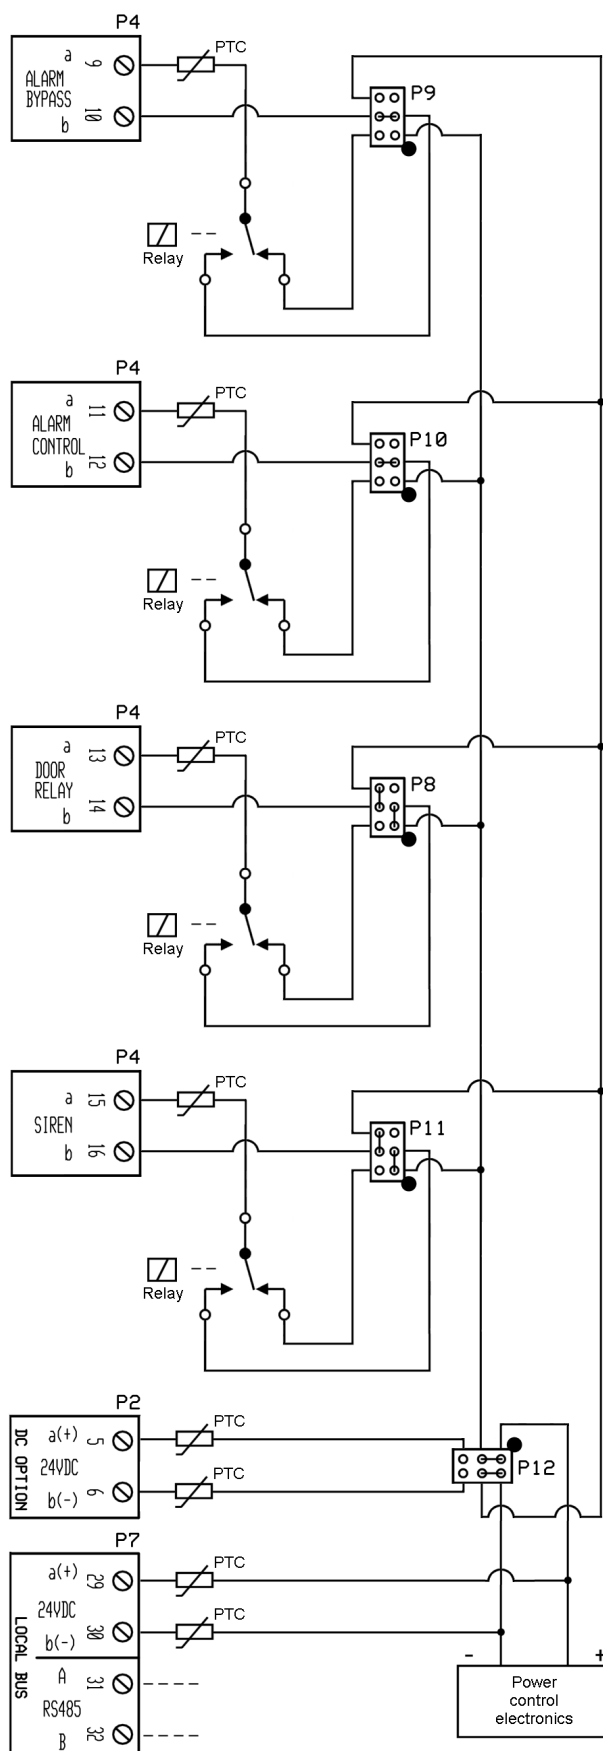 P4
a 9
PTC
ALARM
BYPASS
b 10
P9
Relay
P4
a 11
PTC
ALARM
CONTROL
b 12
P10
Relay
P4
a 13
PTC
DOOR
RELAY
b 14
P8
Relay
P4
a 15
PTC
SIREN
b 16
P11
Relay
P2
DC OPTION
a(+) 5
PTC
24VDC
b(-) 6
PTC
P12
P7
LOCAL BUS
a(+) 29
PTC
24VDC
b(-) 30
PTC
A 31
RS485
B 32
- +
Power
control
electronics